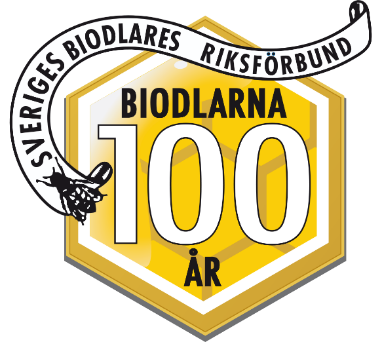 SVERIGES BIODLARES RIKSFÖRBUND
BIODLARNA
100
ÅR